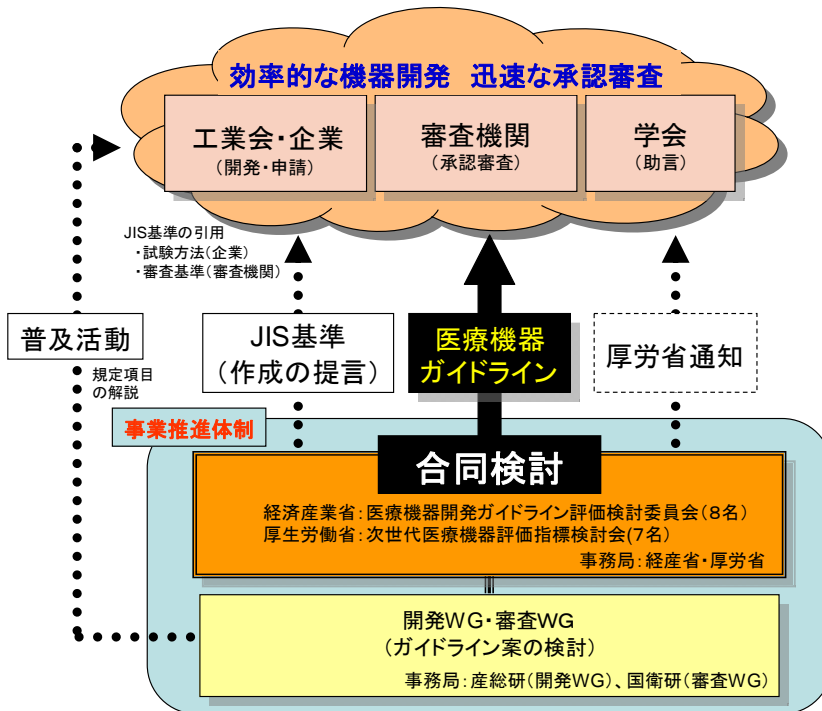 効率的な機器開発 迅速な承認審査
工業会・企業
(開発・申請)
審査機関
(承認審査)
学会
(助言)
JIS基準の引用
・試験方法(企業)
・審査基準(審査機関)
普及活動
規定項目
の解説
JIS基準
(作成の提言)
医療機器
ガイドライン
厚労省通知
事業推進体制
合同検討
経済産業省:医療機器開発ガイドライン評価検討委員会(8名)
厚生労働省:次世代医療機器評価指標検討会(7名)
事務局:経産省・厚労省
開発WG・審査WG
(ガイドライン案の検討)
事務局:産総研(開発WG)、国衛研(審査WG)